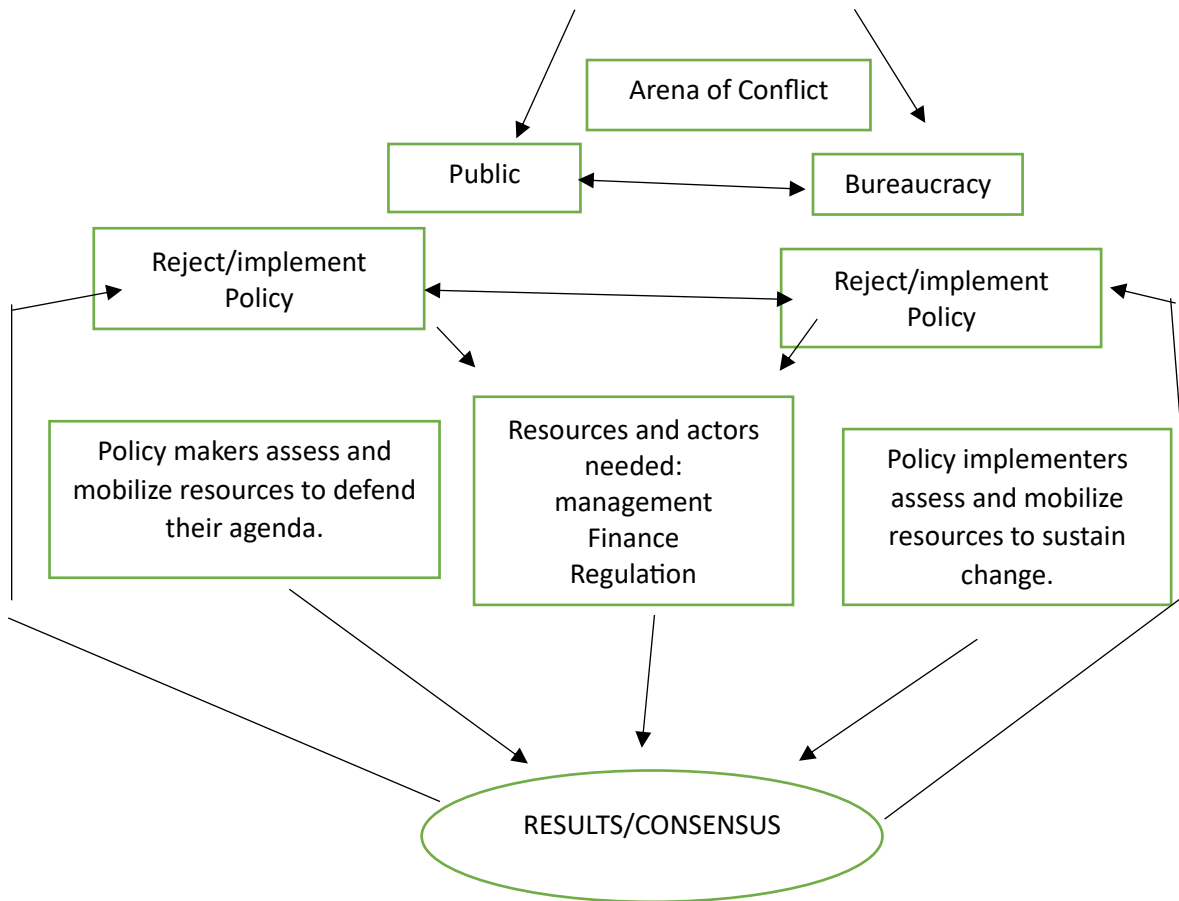 Arena of Conflict
Public
Bureaucracy
Reject/implement
Policy
Reject/implement
Policy
Policy makers assess and
mobilize resources to defend
their agenda.
Resources and actors
needed:
management
Finance
Regulation
Policy implementers
assess and mobilize
resources to sustain
change.
RESULTS/CONSENSUS